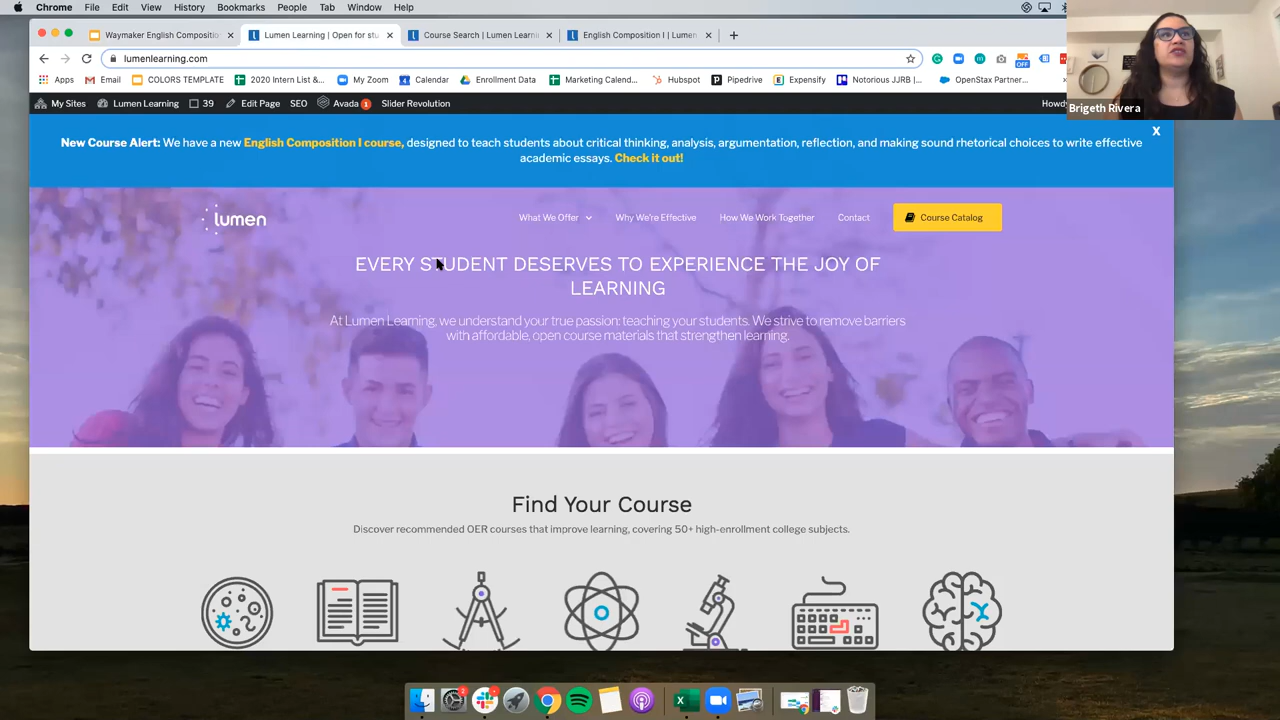 Chrome File Edit View History Bookmarks People Tab Window Help
Waymaker English Compositio
Lumen Learning | Open for stu
Course Search | Lumen Learni
English Composition I | Lumen
lumenlearning.com
Apps Email COLORS TEMPLATE 2020 Intern List &... My Zoom Calendar Enrollment Data Marketing Calend... Hubspot Pipedrive Expensify Notorious JJRB |... OpenStax Partner...
My Sites Lumen Learning 39 Edit Page SEO Avada 1 Slider Revolution Howdy
Brigeth Rivera
New Course Alert: We have a new English Composition I course, designed to teach students about critical thinking, analysis, argumentation, reflection, and making sound rhetorical choices to write effective
academic essays. Check it out!
X
lumen
What We Offer Why We're Effective How We Work Together Contact Course Catalog
EVERY STUDENT DESERVES TO EXPERIENCE THE JOY OF
LEARNING
At Lumen Learning, we understand your true passion: teaching your students. We strive to remove barriers
with affordable, open course materials that strengthen learning.
Find Your Course
Discover recommended OER courses that improve learning, covering 50+ high-enrollment college subjects.